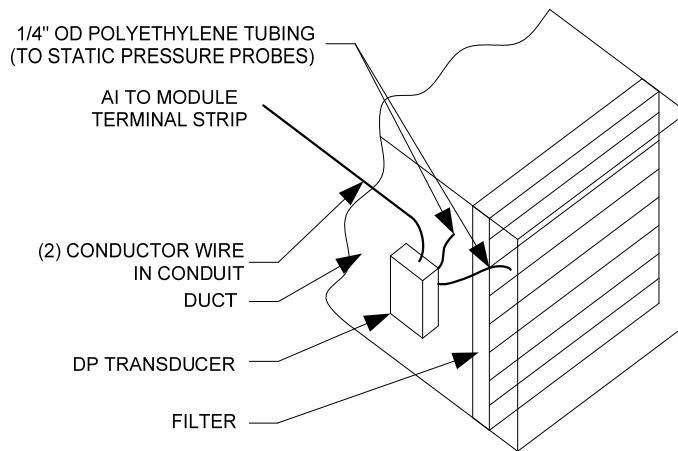 1/4" OD POLYETHYLENE TUBING
(TO STATIC PRESSURE PROBES)
AI TO MODULE
TERMINAL STRIP
(2) CONDUCTOR WIRE
IN CONDUIT
DUCT
DP TRANSDUCER
FILTER